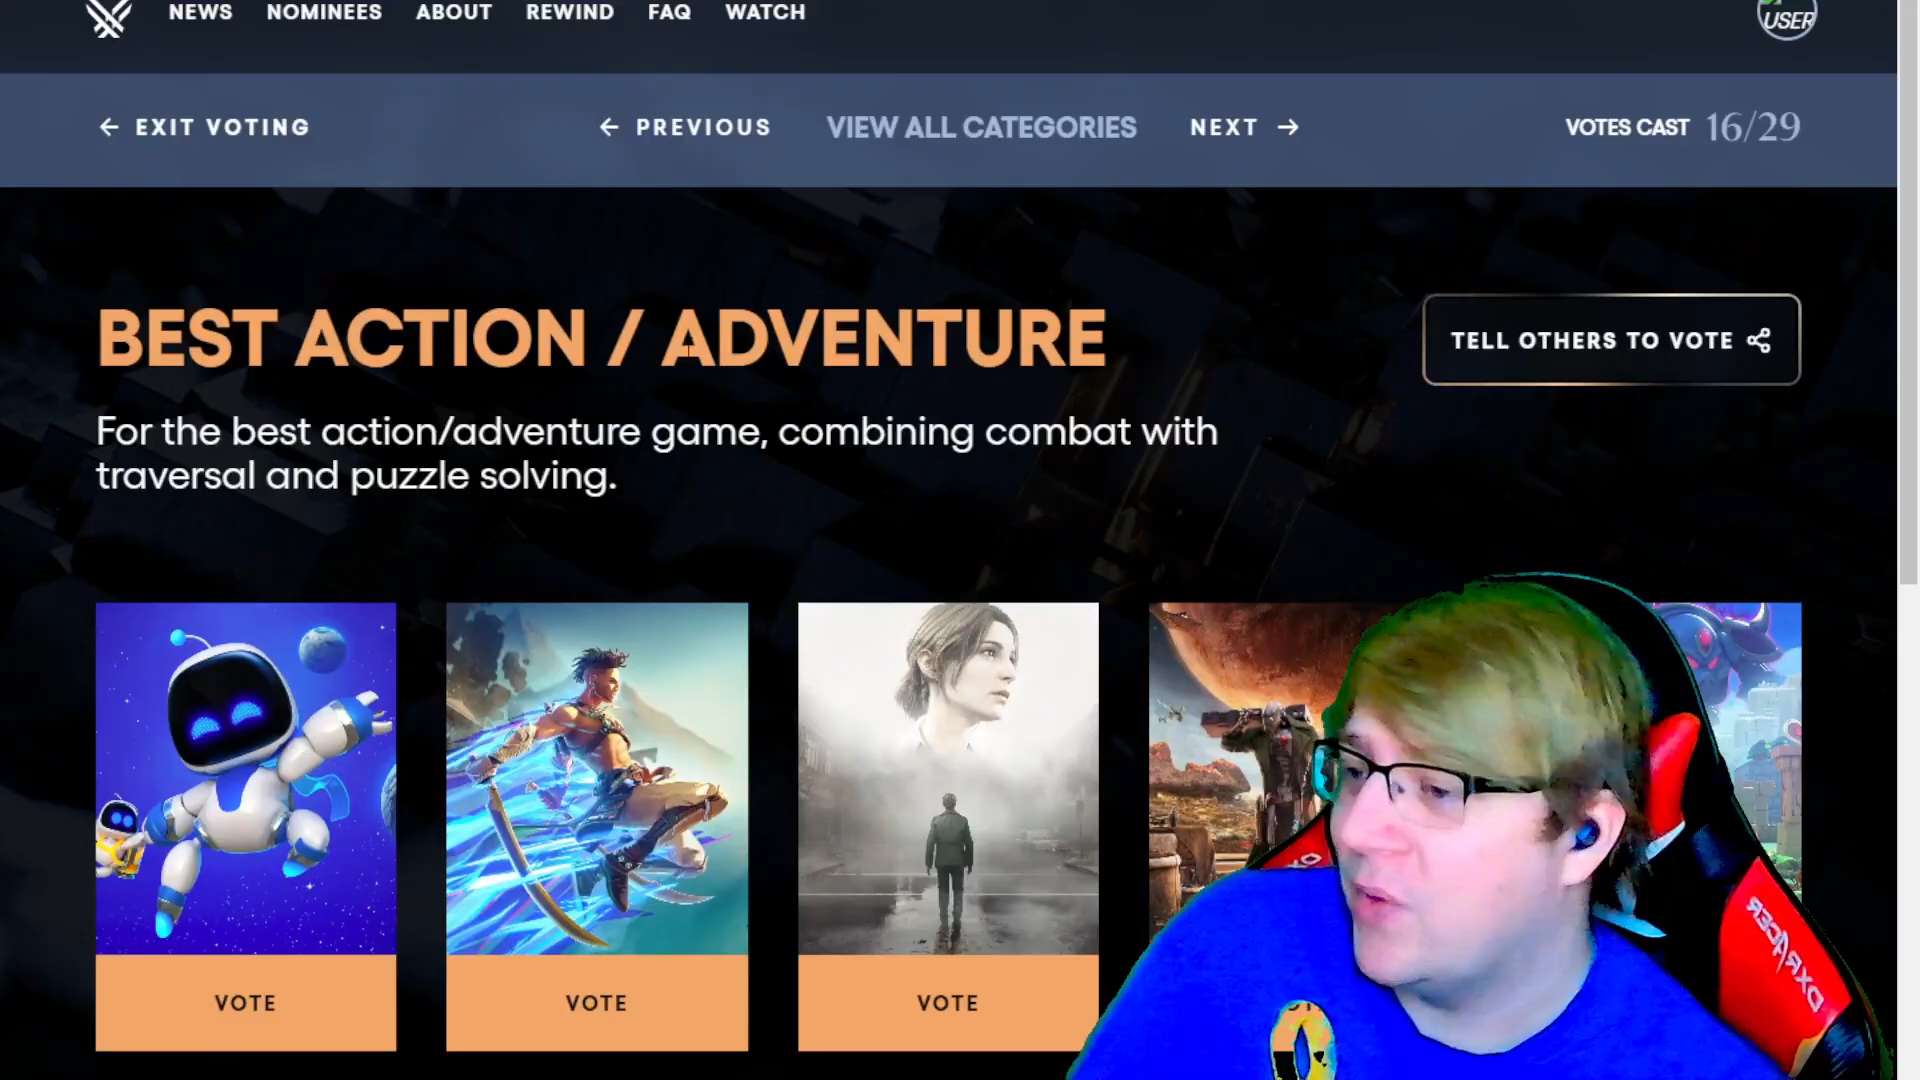 NEWS NOMINEES ABOUT REWIND FAQ WATCH
USER
← EXIT VOTING ← PREVIOUS VIEW ALL CATEGORIES NEXT → VOTES CAST 16/29
BEST ACTION / ADVENTURE
TELL OTHERS TO VOTE
For the best action/adventure game, combining combat with
traversal and puzzle solving.
DXRACER
VOTE VOTE VOTE